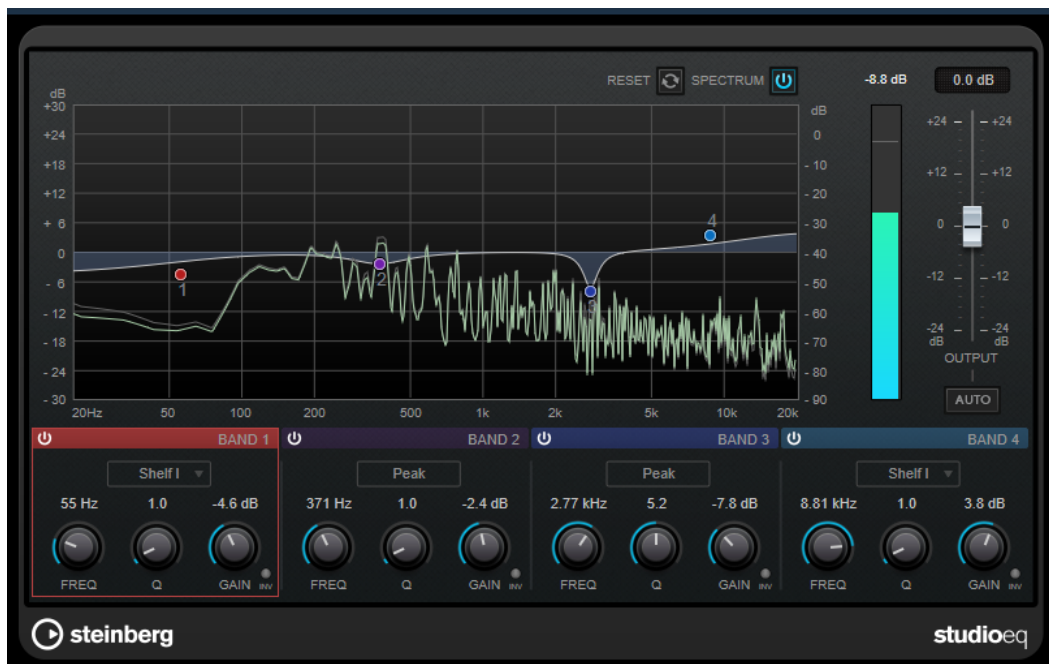 RESET SPECTRUM -8.8 dB 0.0 dB
dB
+30 dB
+24 0 +24 +24
+18 - 10
+12 - 20 +12 +12
+ 6 - 30
4
0 - 40 0 0
1 2
- 6 - 50 -12 -12
3
- 12 - 60
- 18 - 70 -24 -24
dB dB
- 24 - 80 OUTPUT
- 30 - 90 AUTO
20Hz 50 100 200 500 1k 2k 5k 10k 20k
BAND 1 BAND 2 BAND 3 BAND 4
Shelf I Peak Peak Shelf I
55 Hz 1.0 -4.6 dB 371 Hz 1.0 -2.4 dB 2.77 kHz 5.2 -7.8 dB 8.81 kHz 1.0 3.8 dB
FREQ Q GAIN INV FREQ Q GAIN INV FREQ Q GAIN INV FREQ Q GAIN INV
steinberg studioeq